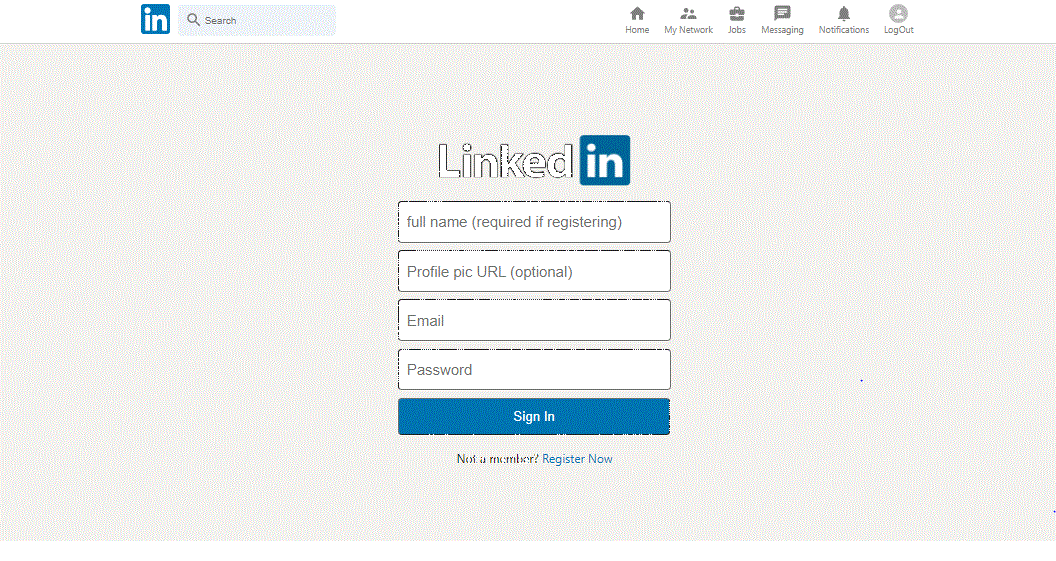 in Search
Home My Network Jobs Messaging Notifications LogOut
Linked in
full name (required if registering)
Profile pic URL (optional)
Email
Password
Sign In
Not a member? Register Now